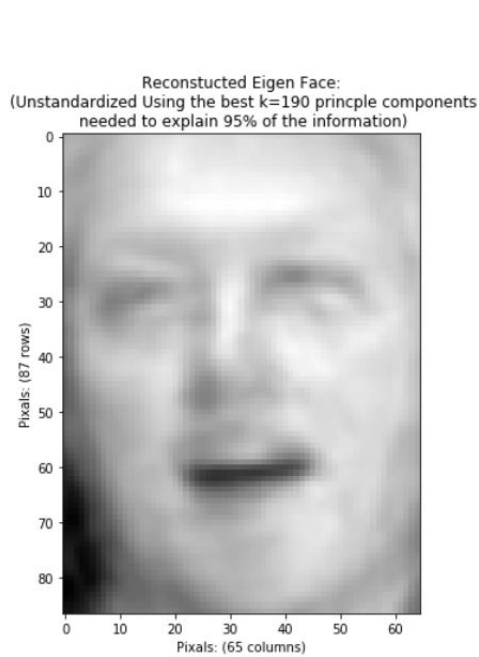 Reconstucted Eigen Face:
(Unstandardized Using the best k=190 princple components
needed to explain 95% of the information)
0
10
20
30
40
50
60
70
80
Pixals: (87 rows)
0 10 20 30 40 50 60
Pixals: (65 columns)